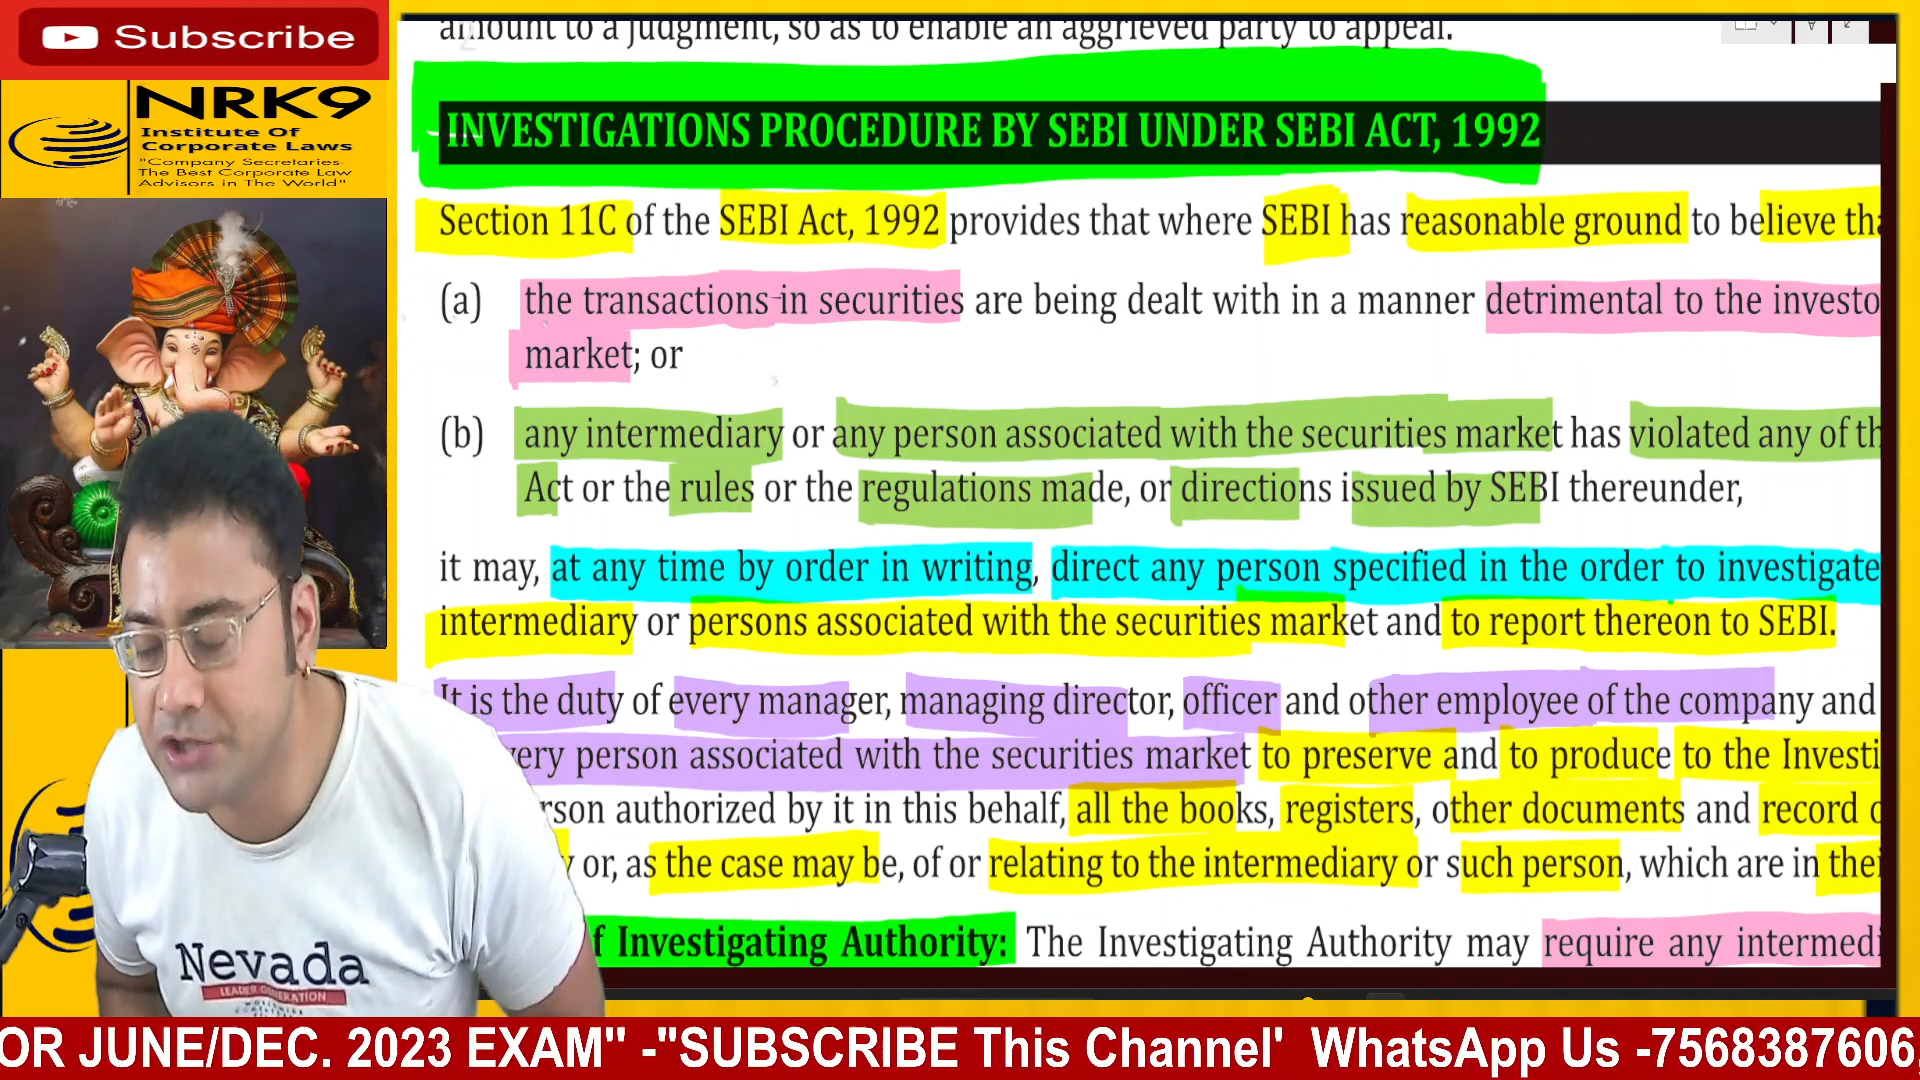 Subscribe
NRK9
Institute Of
Corporate Laws
"Company Secretaries-
The Best Corporate Law
Advisors in The World"
amount to a judgment, so as to enable an aggrieved party to appeal.
INVESTIGATIONS PROCEDURE BY SEBI UNDER SEBI ACT, 1992
Section 11C of the SEBI Act, 1992 provides that where SEBI has reasonable ground to believe
(a) the transactions in securities are being dealt with in a manner detrimental to the
market; or
(b) any intermediary or any person associated with the securities market has violated any of
Act or the rules or the regulations made, or directions issued by SEBI thereunder,
it may, at any time by order in writing, direct any person specified in the order to investigate
intermediary or persons associated with the securities market and to report thereon to SEBI.
It is the duty of every manager, managing director, officer and other employee of the company and
person associated with the securities market to preserve and to produce to the
authorized by it in this behalf, all the books, registers, other documents and record
or, as the case may be, of or relating to the intermediary or such person, which are in
Investigating Authority: The Investigating Authority may require any
Nevada
LEADER GENERATION
OR JUNE/DEC. 2023 EXAM" -"SUBSCRIBE This Channel' WhatsApp Us -7568387606